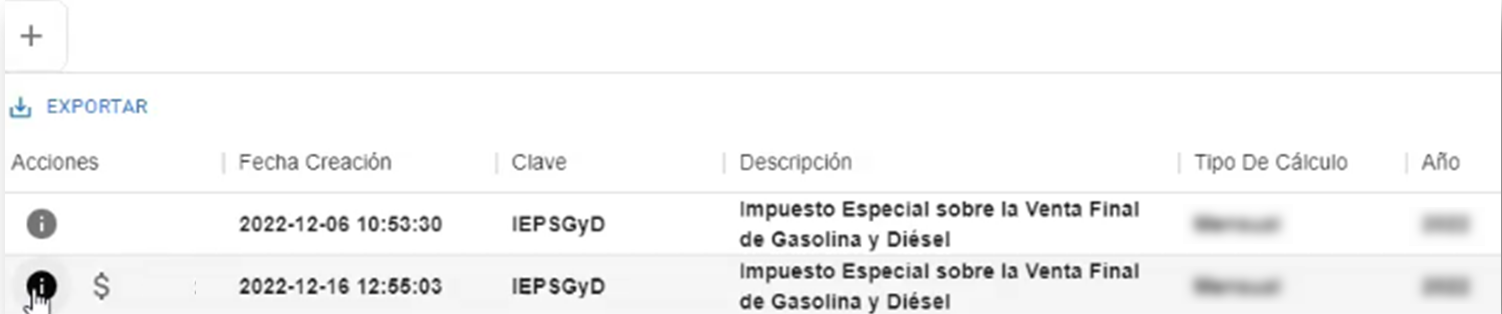 +
EXPORTAR
Acciones Fecha Creación Clave Descripción Tipo De Cálculo Año
2022-12-06 10:53:30 IEPSGyD Impuesto Especial sobre la Venta Final
de Gasolina y Diésel
$ 2022-12-16 12:55:03 IEPSGyD Impuesto Especial sobre la Venta Final
de Gasolina y Diésel